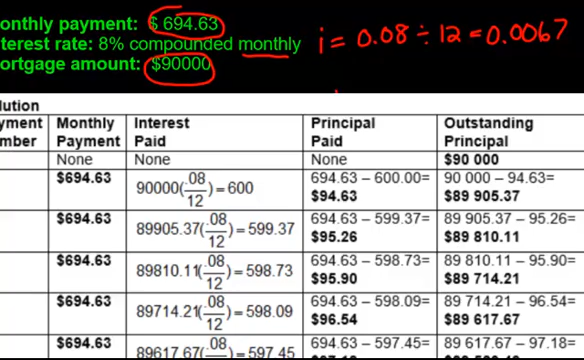 onthly payment: $ 694.63
terest rate: 8% compounded monthly
ortgage amount: $90000
i = 0.08 ÷ 12 = 0.0067
lution
yment Monthly Interest Principal Outstanding
mber Payment Paid Paid Principal
None None None $90 000
$694.63 90000(.08/12)=600 694.63 – 600.00= 90 000 – 94.63=
$94.63 $89 905.37
$694.63 89905.37(.08/12)=599.37 694.63 – 599.37= 89 905.37 – 95.26=
$95.26 $89 810.11
$694.63 89810.11(.08/12)=598.73 694.63 – 598.73= 89 810.11 – 95.90=
$95.90 $89 714.21
$694.63 89714.21(.08/12)=598.09 694.63 – 598.09= 89 714.21 – 96.54=
$96.54 $89 617.67
$694.63 89617.67(.08/12)=597.45 694.63 – 597.45= 89 617.67 – 97.18=